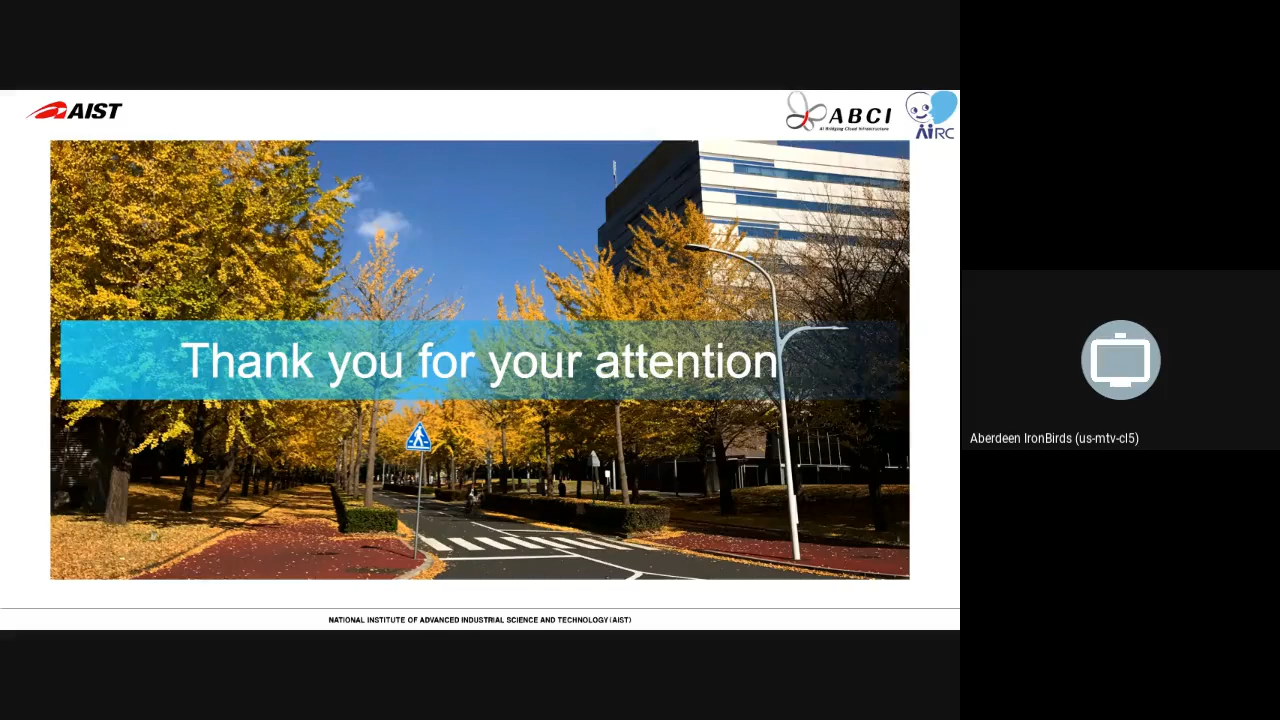 AIST
ABCI
AI Bridging Cloud Infrastructure
AIRC
Thank you for your attention
NATIONAL INSTITUTE OF ADVANCED INDUSTRIAL SCIENCE AND TECHNOLOGY (AIST)
Aberdeen IronBirds (us-mtv-cl5)